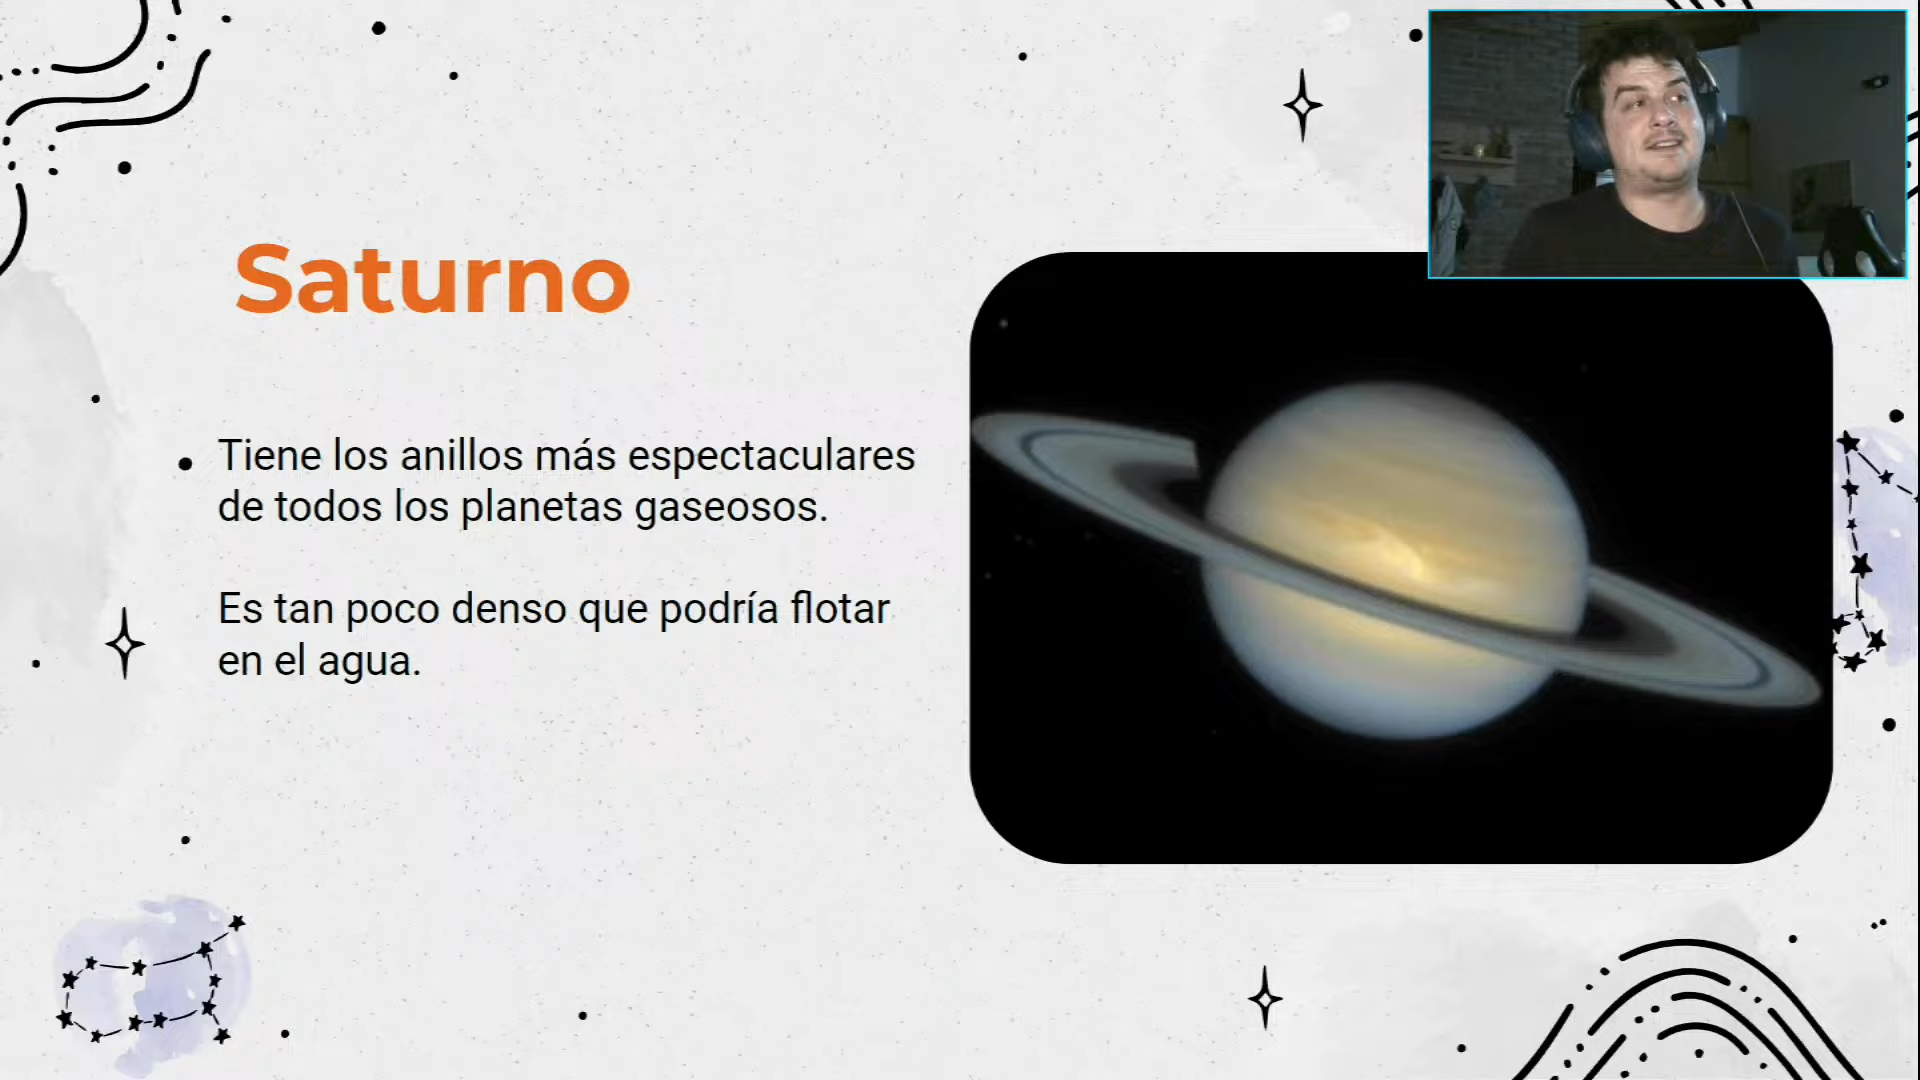 Saturno
Tiene los anillos más espectaculares
de todos los planetas gaseosos.
Es tan poco denso que podría flotar
en el agua.